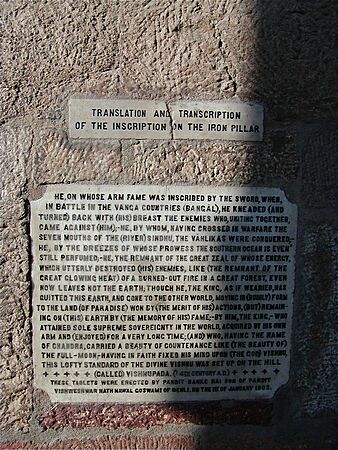 TRANSLATION AND TRANSCRIPTION
OF THE INSCRIPTION ON THE IRON PILLAR
HE, ON WHOSE ARM FAME WAS INSCRIBED BY THE SWORD, WHEN,
IN BATTLE IN THE VANGA COUNTRIES (BANGAL), HE KNEADED (AND
TURNED) BACK WITH (HIS) BREAST THE ENEMIES WHO, UNITING TOGETHER,
CAME AGAINST (HIM);-HE, BY WHOM, HAVING CROSSED IN WARFARE THE
SEVEN MOUTHS OF THE (RIVER) SINDHU, THE VAHLIKAS WERE CONQUERED;-
HE, BY THE BREEZES OF WHOSE PROWESS THE SOUTHERN OCEAN IS EVEN
STILL PERFUMED;-HE, THE REMNANT OF THE GREAT ZEAL OF WHOSE ENERGY,
WHICH UTTERLY DESTROYED (HIS) ENEMIES, LIKE (THE REMNANT OF THE
GREAT GLOWING HEAT) OF A BURNED-OUT FIRE IN A GREAT FOREST, EVEN
NOW LEAVES NOT THE EARTH; THOUGH HE, THE KING, AS IF WEARIED, HAS
QUITTED THIS EARTH, AND GONE TO THE OTHER WORLD, MOVING IN (BODILY) FORM
TO THE LAND (OF PARADISE) WON BY (THE MERIT OF HIS) ACTIONS, (BUT) REMAIN-
ING ON (THIS) EARTH BY (THE MEMORY OF HIS) FAME;-BY HIM, THE KING,-WHO
ATTAINED SOLE SUPREME SOVEREIGNTY IN THE WORLD, ACQUIRED BY HIS OWN
ARM AND (ENJOYED) FOR A VERY LONG TIME; (AND) WHO, HAVING THE NAME
OF CHANDRA, CARRIED A BEAUTY OF COUNTENANCE LIKE (THE BEAUTY OF)
THE FULL-MOON,-HAVING IN FAITH FIXED HIS MIND UPON (THE GOD) VISHNU,
THIS LOFTY STANDARD OF THE DIVINE VISHNU WAS SET UP ON THE HILL
(CALLED) VISHNUPADA. CENTURY A.D.)
THESE TABLETS WERE ERECTED BY PANDIT BANKE RAI SON OF PANDIT
VISHWESHWAR NATH NAWAL GOSWAMI OF DEHLI, ON THE 1ST OF JANUARY 1903.